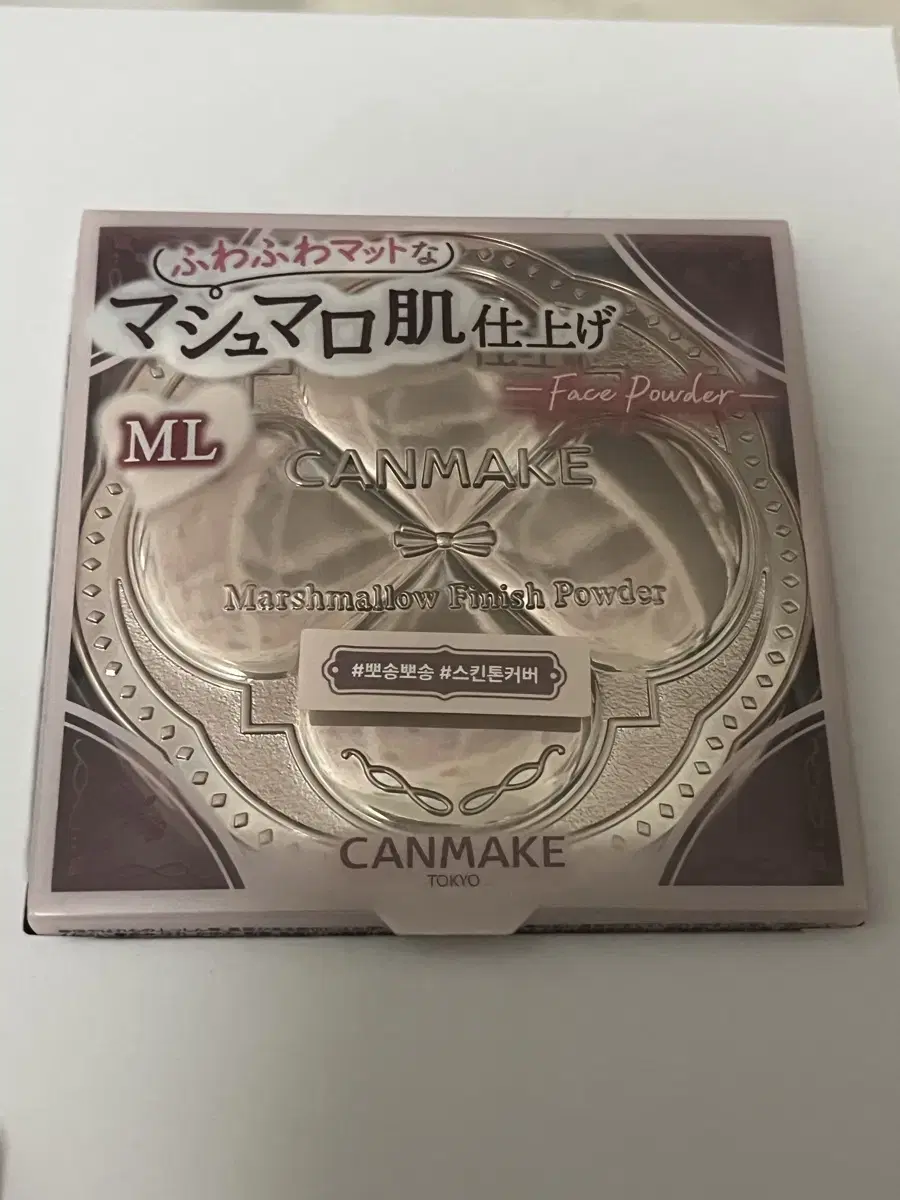 ふわふわマットな
マシュマロ肌仕上げ
Face Powder
ML
CANMAKE
Marshmallow Finish Powder
#뽀송뽀송 #스킨톤커버
CANMAKE
TOKYO